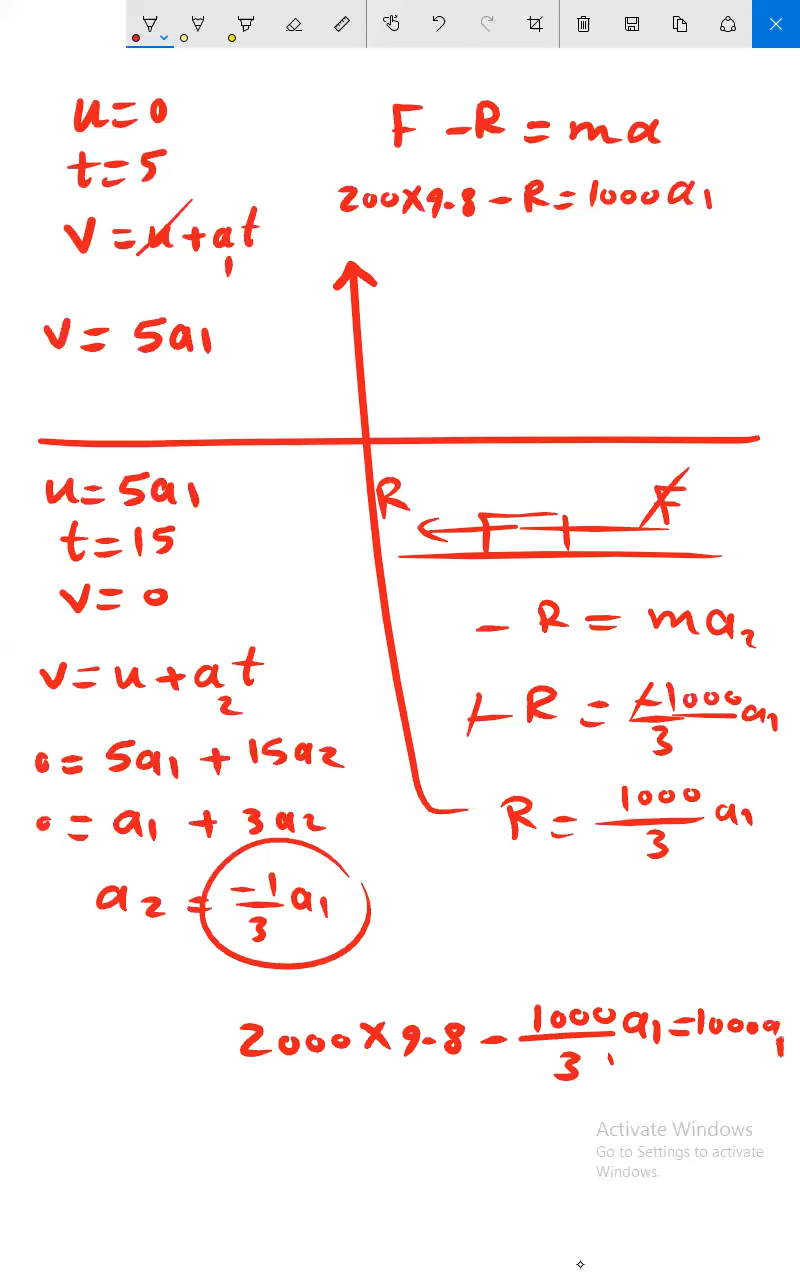 u=0
t=5
v=u+a₁t
v=5a₁
F-R=ma
200×9.8-R=1000a₁
u=5a₁
t=15
v=0
v=u+a₂t
0=5a₁+15a₂
0=a₁+3a₂
a₂=-1/3 a₁
R F
-R=ma₂
-R=-1000/3 a₁
R=1000/3 a₁
2000×9.8-1000/3 a₁=1000a₁
Activate Windows
Go to Settings to activate
Windows.